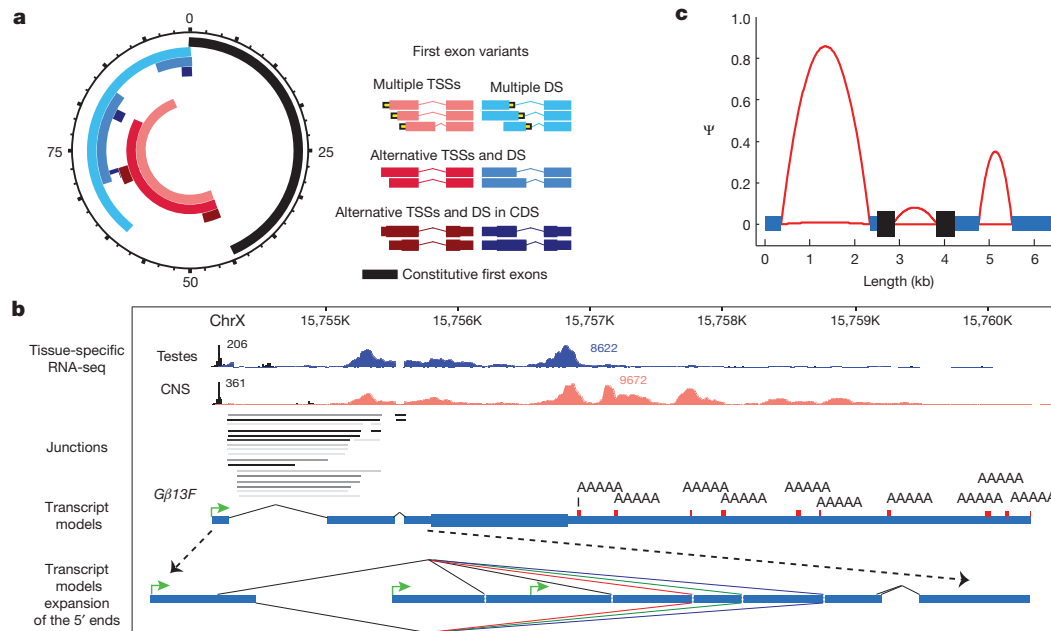 a
0
25
50
75
First exon variants
Multiple TSSs
Multiple DS
Alternative TSSs and DS
Alternative TSSs and DS in CDS
Constitutive first exons
c
1.0
0.8
0.6
0.4
0.2
0
Ψ
0 1 2 3 4 5 6
Length (kb)
b
ChrX
15,755K 15,756K 15,757K 15,758K 15,759K 15,760K
Tissue-specific
RNA-seq
Testes
206
8622
CNS
361
9672
Junctions
Gβ13F
Transcript
models
AAAAA
AAAAA
AAAAA
AAAAA
AAAAA
AAAAA
AAAAA
AAAAA
AAAAA
AAAAA
Transcript
models
expansion
of the 5′ ends